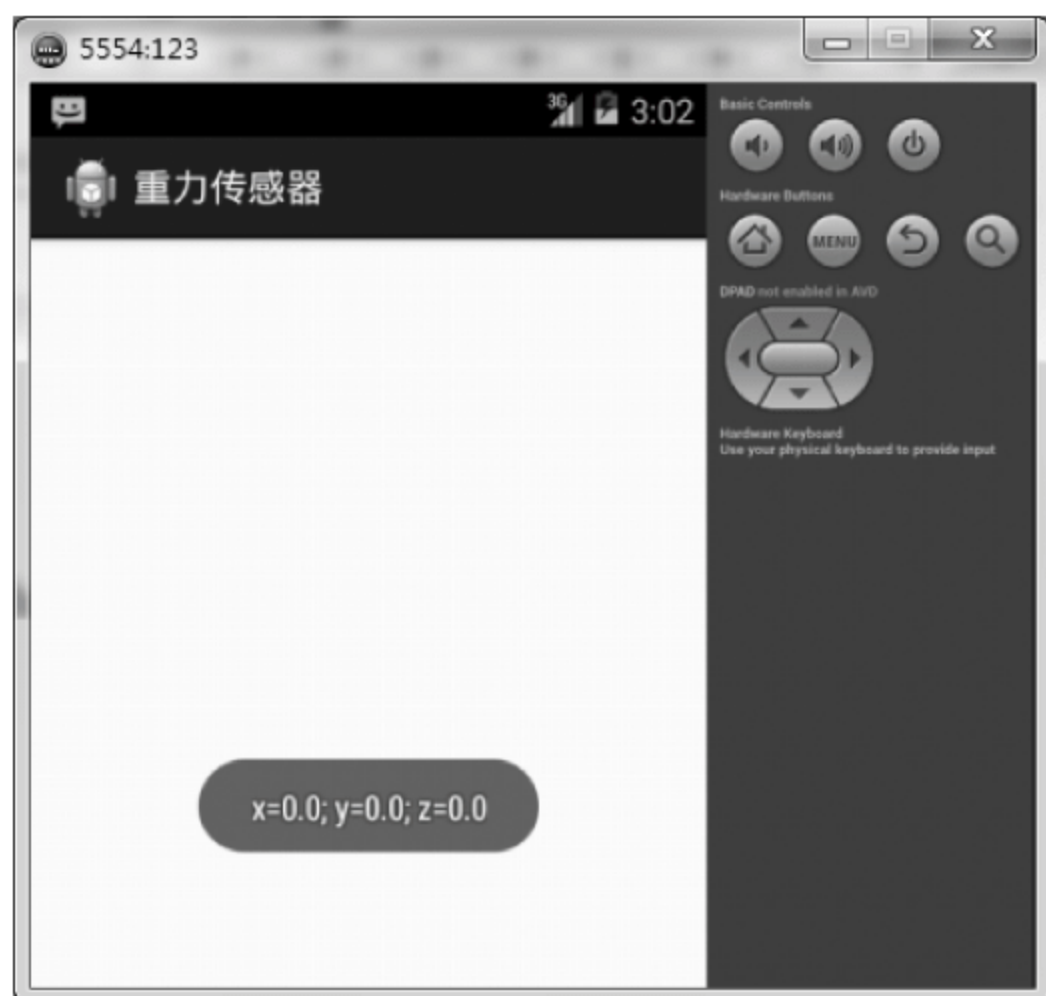 5554:123
3G 3:02
重力传感器
x=0.0; y=0.0; z=0.0
Basic Controls
Hardware Buttons
MENU
DPAD not enabled in AVD
Hardware Keyboard
Use your physical keyboard to provide input